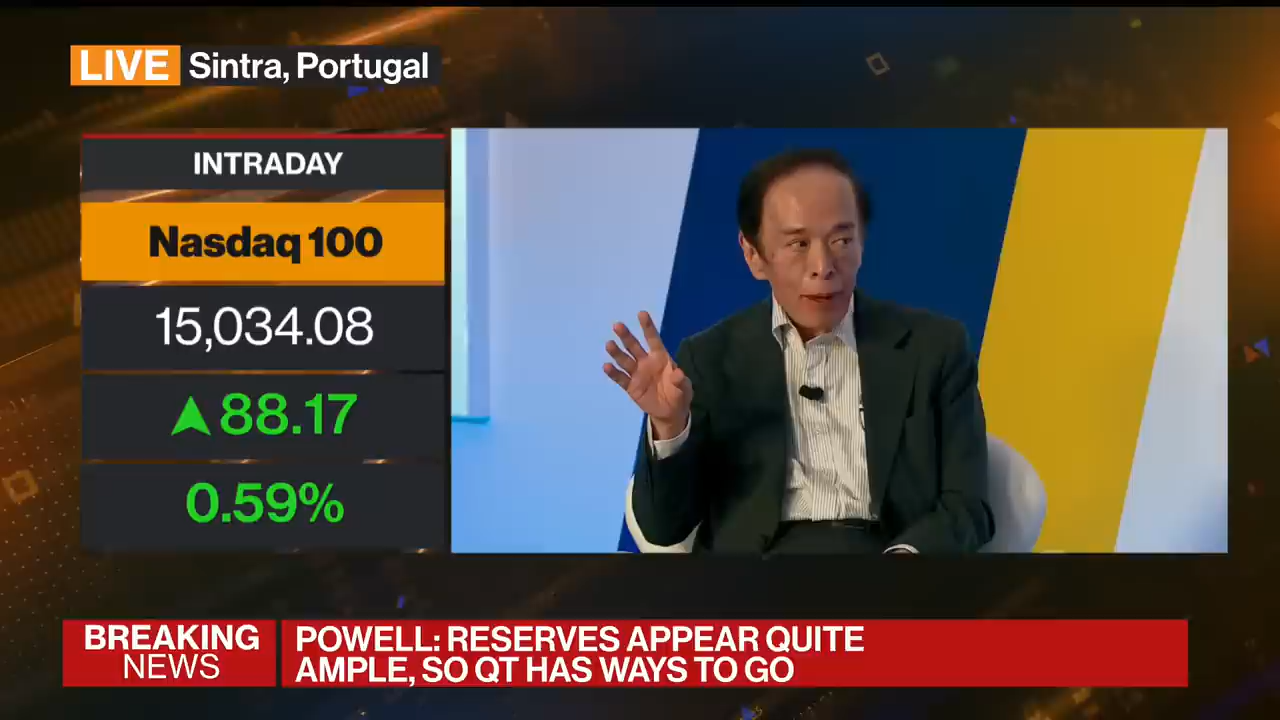 LIVE Sintra, Portugal
INTRADAY
Nasdaq 100
15,034.08
▲88.17
0.59%
BREAKING NEWS
POWELL: RESERVES APPEAR QUITE
AMPLE, SO QT HAS WAYS TO GO